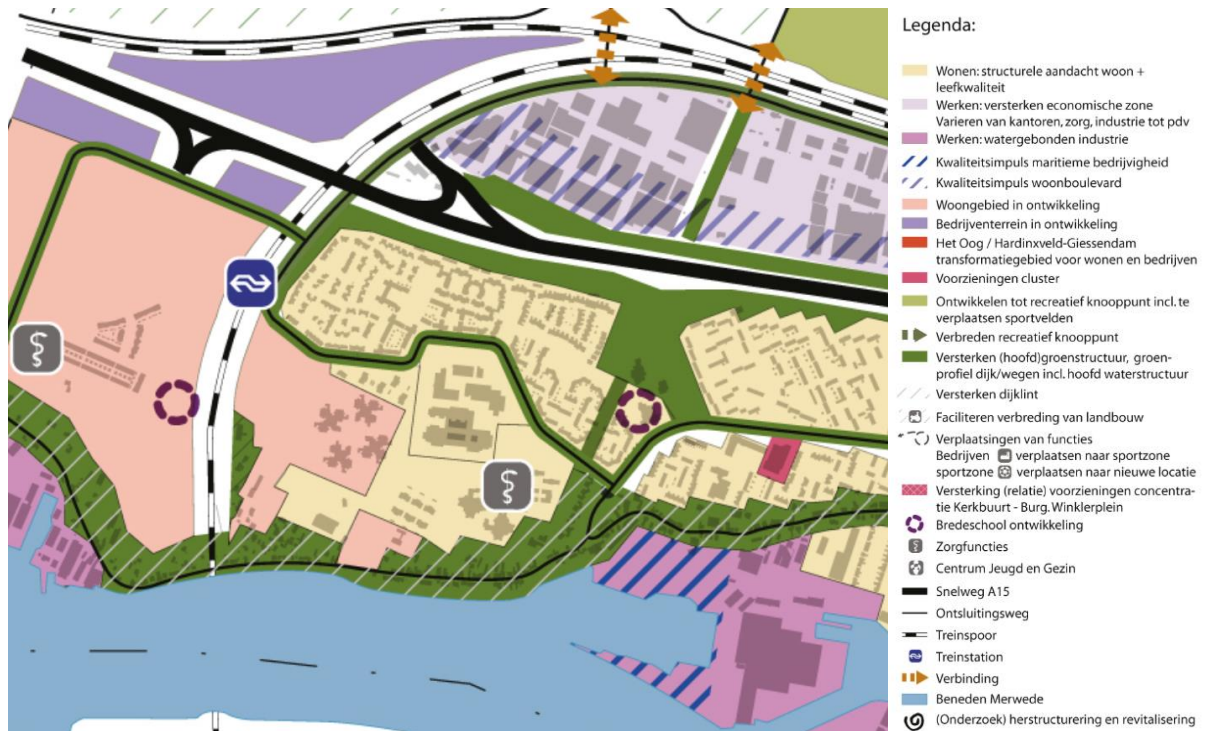 Legenda:
Wonen: structurele aandacht woon +
leefkwaliteit
Werken: versterken economische zone
Varieren van kantoren, zorg, industrie tot pdv
Werken: watergebonden industrie
Kwaliteitsimpuls maritieme bedrijvigheid
Kwaliteitsimpuls woonboulevard
Woongebied in ontwikkeling
Bedrijventerrein in ontwikkeling
Het Oog / Hardinxveld-Giessendam
transformatiegebied voor wonen en bedrijven
Voorzieningen cluster
Ontwikkelen tot recreatief knooppunt incl. te
verplaatsen sportvelden
Verbreden recreatief knooppunt
Versterken (hoofd)groenstructuur, groen-
profiel dijk/wegen incl. hoofd waterstructuur
Versterken dijklint
Faciliteren verbreding van landbouw
Verplaatsingen van functies
Bedrijven verplaatsen naar sportzone
sportzone verplaatsen naar nieuwe locatie
Versterking (relatie) voorzieningen concentra-
tie Kerkbuurt - Burg. Winklerplein
Bredeschool ontwikkeling
Zorgfuncties
Centrum Jeugd en Gezin
Snelweg A15
Ontsluitingsweg
Treinspoor
Treinstation
Verbinding
Beneden Merwede
(Onderzoek) herstructurering en revitalisering